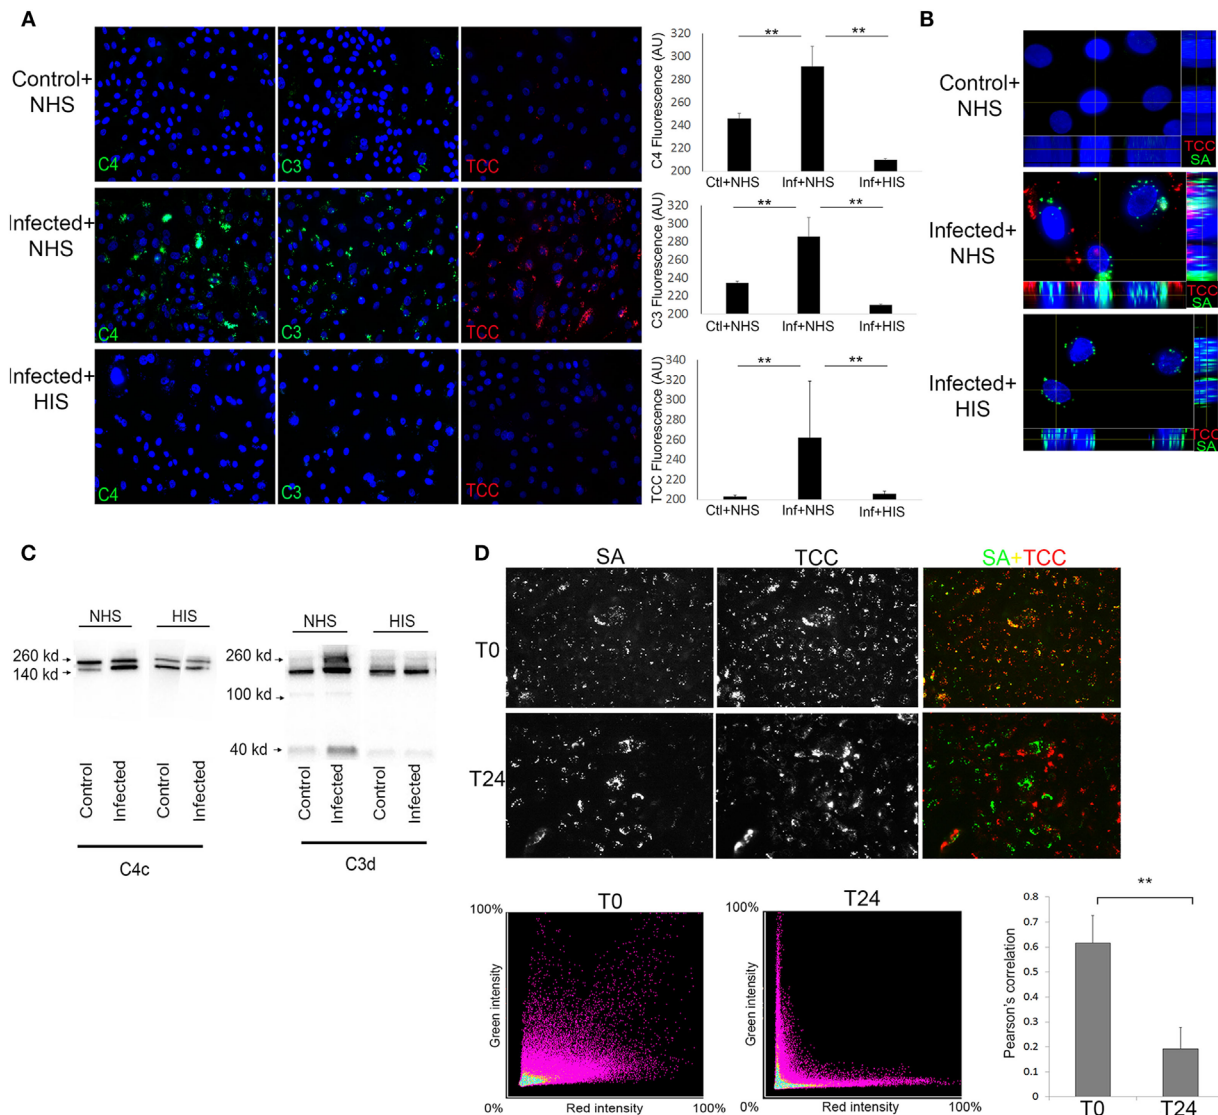 A
Control+
NHS
C4
C3
TCC
Infected+
NHS
C4
C3
TCC
Infected+
HIS
C4
C3
TCC
C4 Fluorescence (AU)
320
300
280
260
240
220
200
**
**
Ctl+NHS
Inf+NHS
Inf+HIS
C3 Fluorescence (AU)
320
300
280
260
240
220
200
**
**
Ctl+NHS
Inf+NHS
Inf+HIS
TCC Fluorescence (AU)
340
320
300
280
260
240
220
200
**
**
Ctl+NHS
Inf+NHS
Inf+HIS
B
Control+
NHS
TCC
SA
Infected+
NHS
TCC
SA
Infected+
HIS
TCC
SA
C
NHS
HIS
260 kd
140 kd
Control
Infected
Control
Infected
C4c
NHS
HIS
260 kd
100 kd
40 kd
Control
Infected
Control
Infected
C3d
D
SA
TCC
SA+TCC
T0
T24
T0
100%
Green intensity
0%
Red intensity
100%
T24
100%
Green intensity
0%
Red intensity
100%
**
Pearson's correlation
0.8
0.7
0.6
0.5
0.4
0.3
0.2
0.1
0
T0
T24